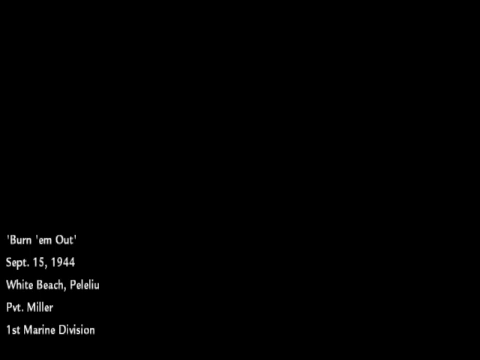 'Burn 'em Out'
Sept. 15, 1944
White Beach, Peleliu
Pvt. Miller
1st Marine Division